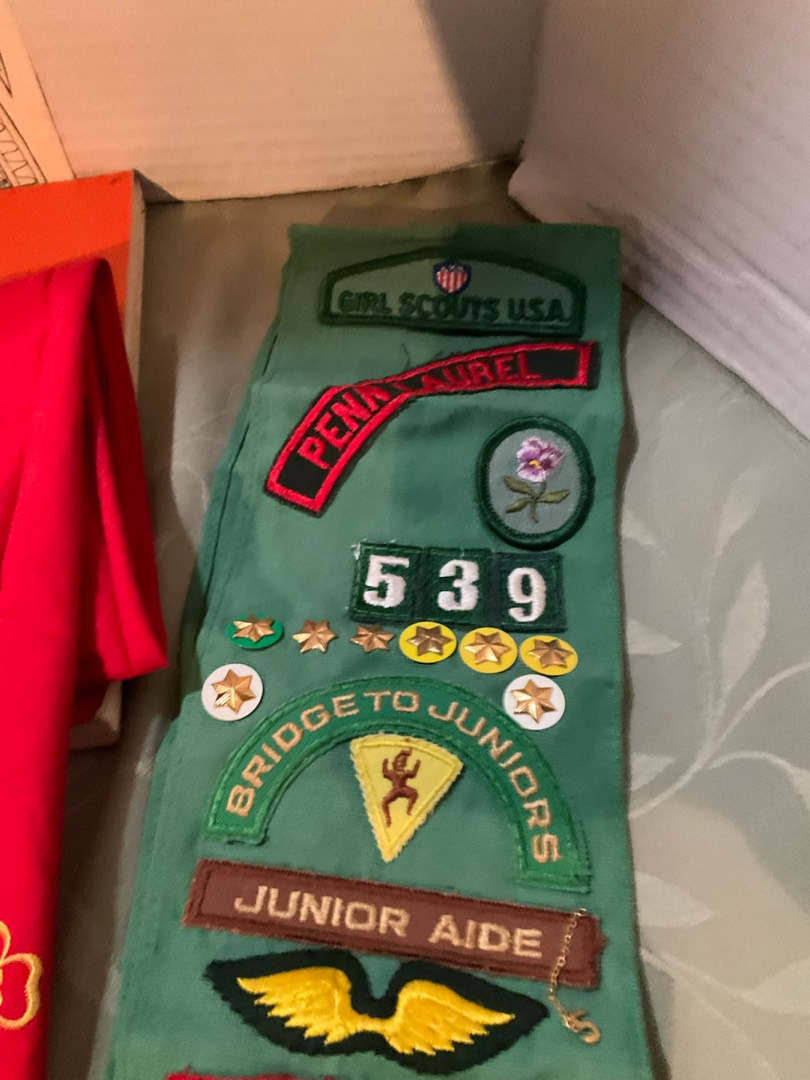 GIRL SCOUTS U.S.A.
PENN LAUREL
539
BRIDGE TO JUNIORS
JUNIOR AIDE